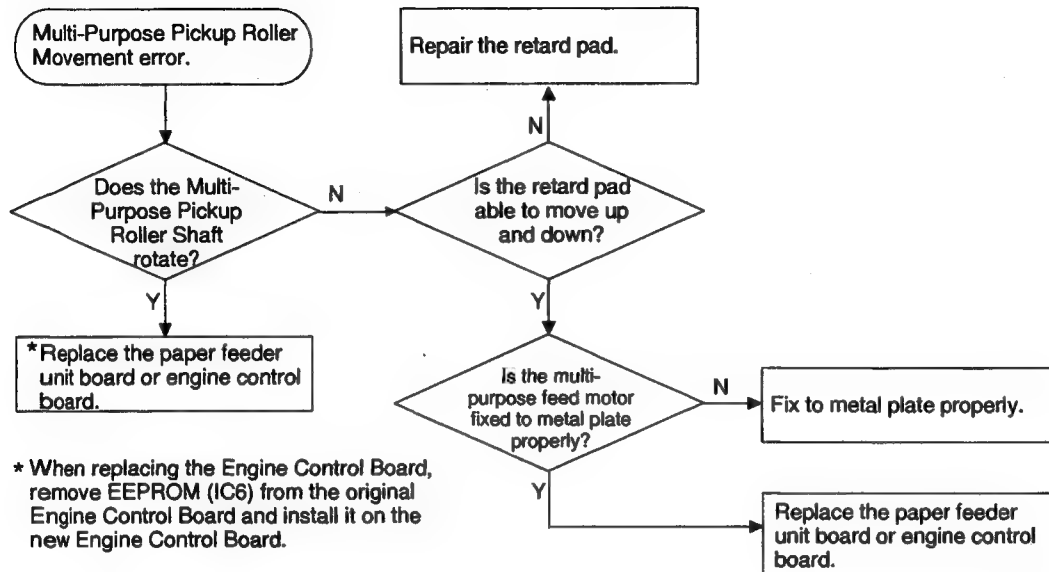 Multi-Purpose Pickup Roller
Movement error.
Repair the retard pad.
N
Does the Multi-
Purpose Pickup
Roller Shaft
rotate?
N
Is the retard pad
able to move up
and down?
Y
Y
*Replace the paper feeder
unit board or engine control
board.
Is the multi-
purpose feed motor
fixed to metal plate
properly?
N
Fix to metal plate properly.
* When replacing the Engine Control Board,
remove EEPROM (IC6) from the original
Engine Control Board and install it on the
new Engine Control Board.
Y
Replace the paper feeder
unit board or engine control
board.